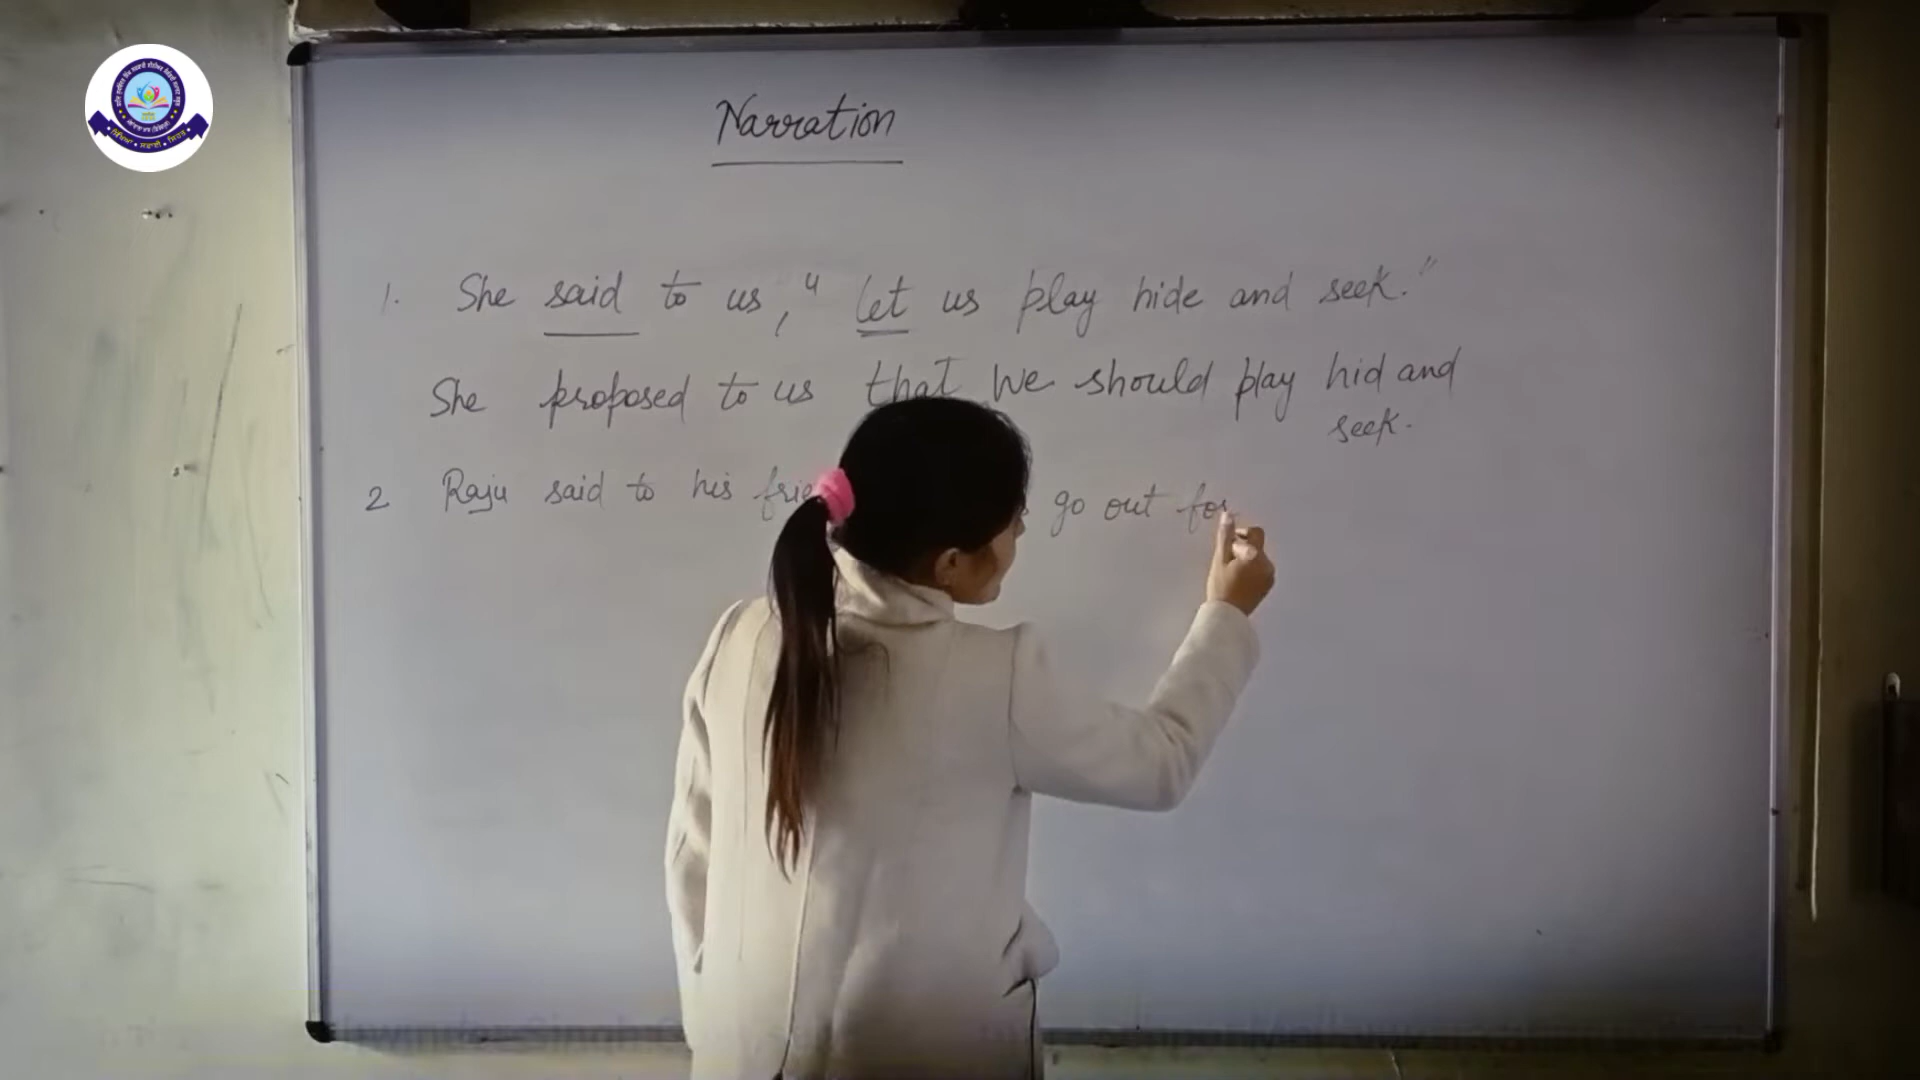 Narration
1. She said to us, " let us play hide and seek."
She proposed to us that we should play hid and
seek.
2 Raju said to his go out for